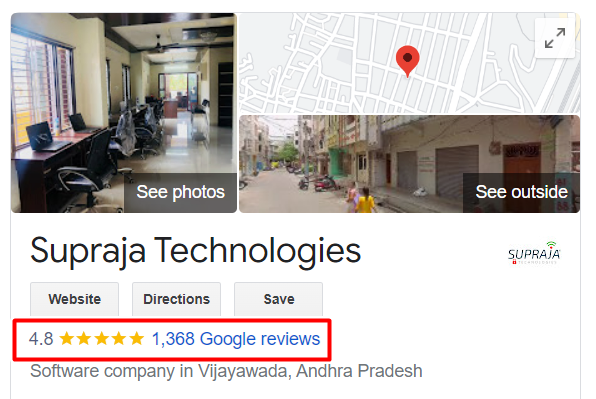 See photos
See outside
Supraja Technologies
SUPRAJA
TECHNOLOGIES
Website
Directions
Save
4.8 1,368 Google reviews
Software company in Vijayawada, Andhra Pradesh